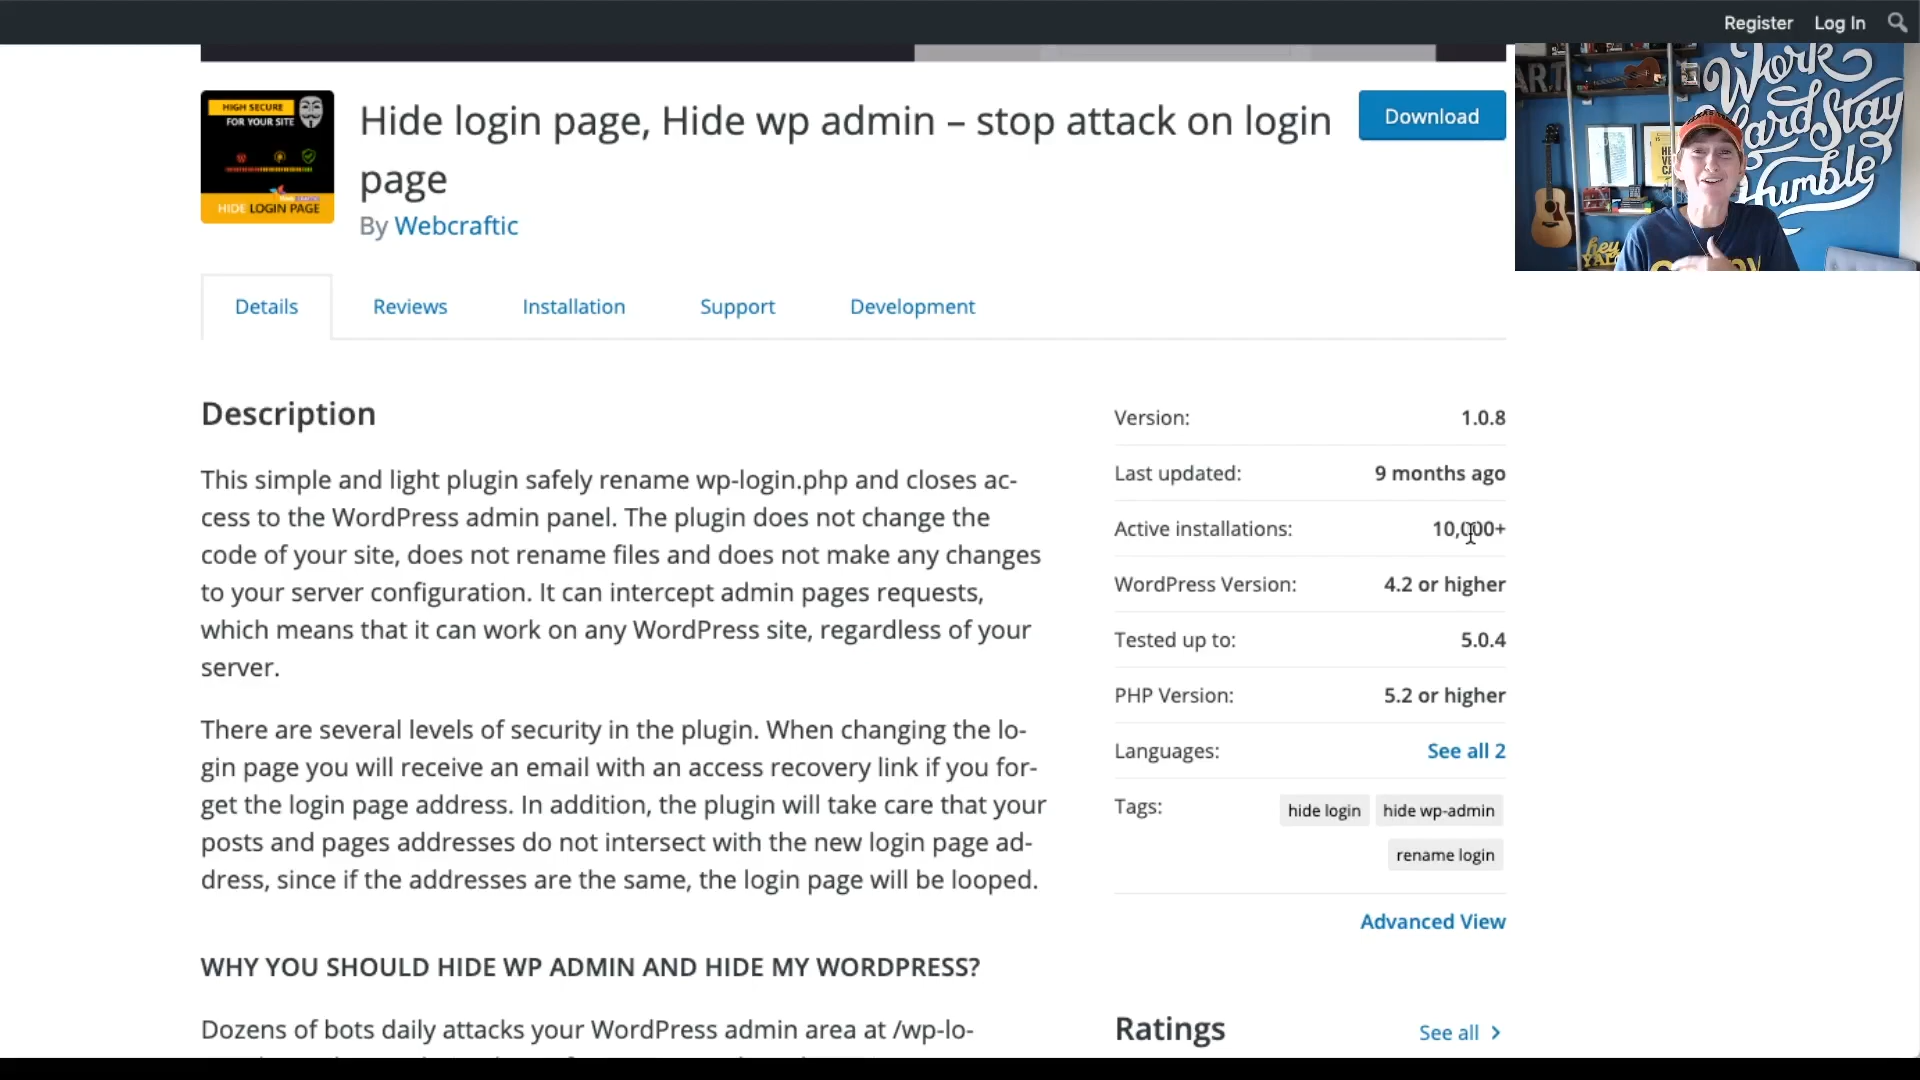 Register Log In
HIGH SECURE
FOR YOUR SITE
HIDE LOGIN PAGE
Hide login page, Hide wp admin – stop attack on login
page
By Webcraftic
Download
ART
Work
Hard Stay
Humble
hey
Details Reviews Installation Support Development
Description
This simple and light plugin safely rename wp-login.php and closes ac-
cess to the WordPress admin panel. The plugin does not change the
code of your site, does not rename files and does not make any changes
to your server configuration. It can intercept admin pages requests,
which means that it can work on any WordPress site, regardless of your
server.
There are several levels of security in the plugin. When changing the lo-
gin page you will receive an email with an access recovery link if you for-
get the login page address. In addition, the plugin will take care that your
posts and pages addresses do not intersect with the new login page ad-
dress, since if the addresses are the same, the login page will be looped.
WHY YOU SHOULD HIDE WP ADMIN AND HIDE MY WORDPRESS?
Dozens of bots daily attacks your WordPress admin area at /wp-lo-
Version: 1.0.8
Last updated: 9 months ago
Active installations: 10,000+
WordPress Version: 4.2 or higher
Tested up to: 5.0.4
PHP Version: 5.2 or higher
Languages: See all 2
Tags: hide login hide wp-admin
rename login
Advanced View
Ratings See all